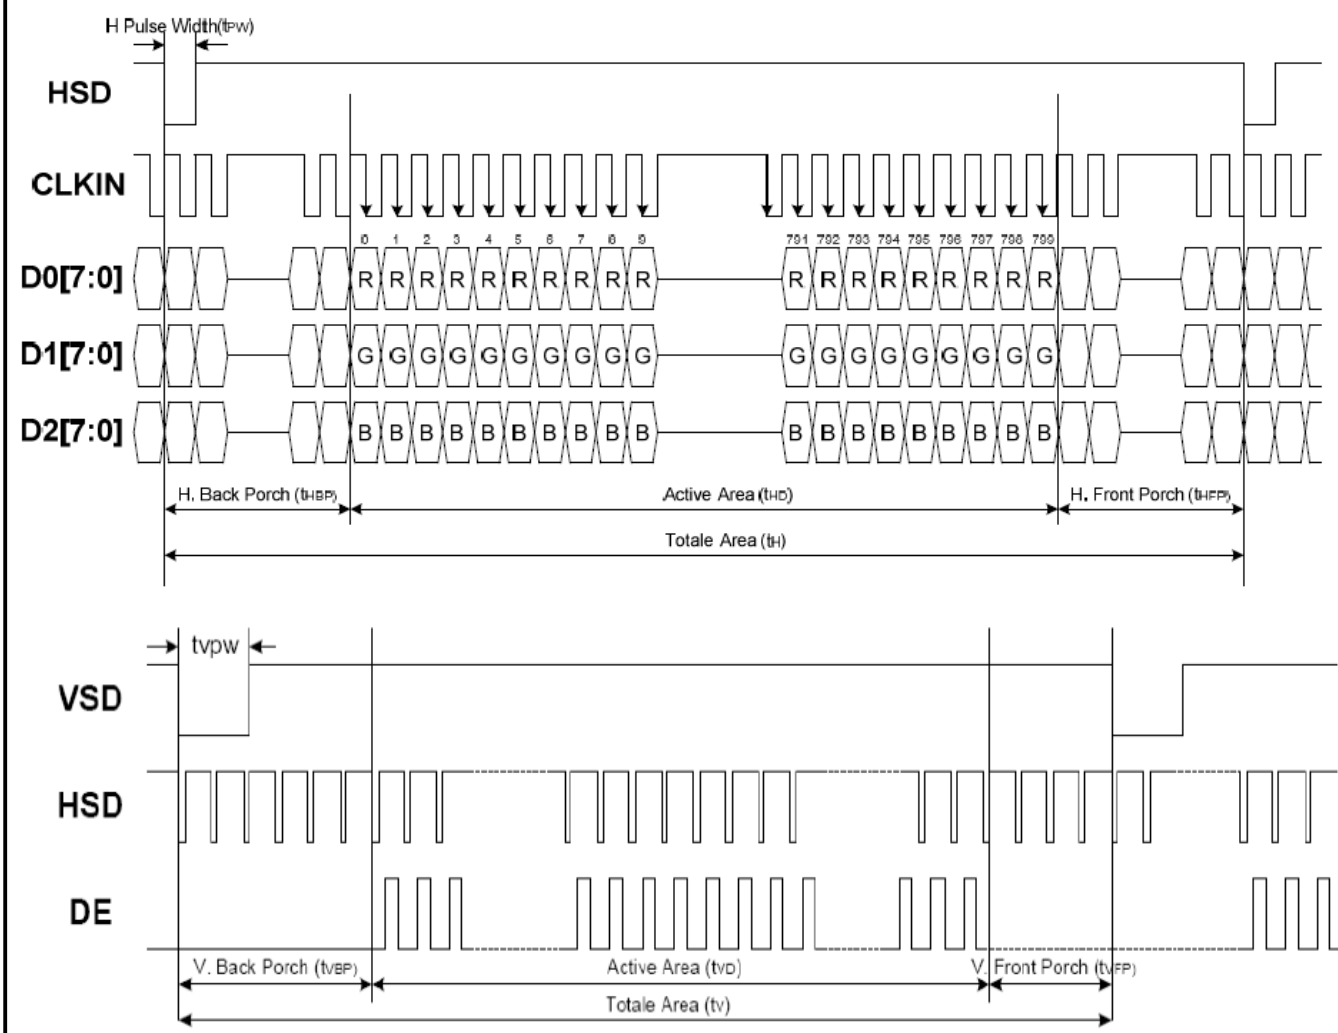 H Pulse Width(tPW)
HSD
CLKIN
0 1 2 3 4 5 6 7 8 9 791 792 793 794 795 796 797 798 799
D0[7:0] R R R R R R R R R R R R R R R R R R R
D1[7:0] G G G G G G G G G G G G G G G G G G G
D2[7:0] B B B B B B B B B B B B B B B B B B B
H. Back Porch (tHBP) Active Area (tHD) H. Front Porch (tHFP)
Totale Area (tH)
tvpw
VSD
HSD
DE
V. Back Porch (tVBP) Active Area (tVD) V. Front Porch (tVFP)
Totale Area (tV)